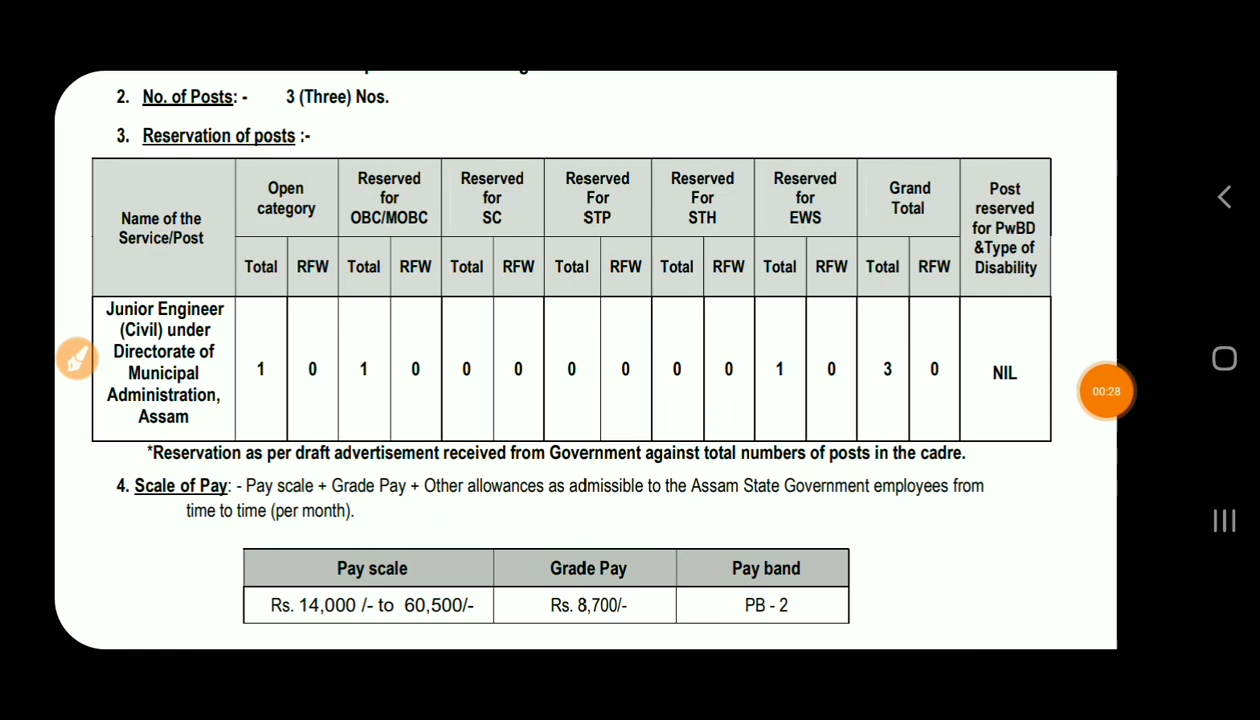 2. No. of Posts: - 3 (Three) Nos.
3. Reservation of posts :-
Name of the Service/Post
Open category
Reserved for OBC/MOBC
Reserved for SC
Reserved For STP
Reserved For STH
Reserved for EWS
Grand Total
Post reserved for PwBD &Type of Disability
Total RFW Total RFW Total RFW Total RFW Total RFW Total RFW Total RFW
Junior Engineer (Civil) under Directorate of Municipal Administration, Assam
1 0 1 0 0 0 0 0 0 0 1 0 3 0 NIL
*Reservation as per draft advertisement received from Government against total numbers of posts in the cadre.
4. Scale of Pay: - Pay scale + Grade Pay + Other allowances as admissible to the Assam State Government employees from
time to time (per month).
Pay scale Grade Pay Pay band
Rs. 14,000 /- to 60,500/- Rs. 8,700/- PB - 2
00:28